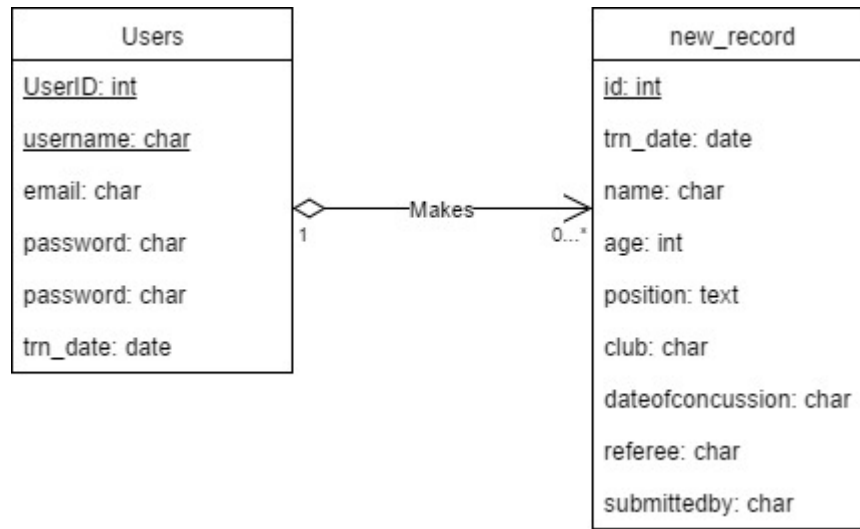 Users
UserID: int
username: char
email: char
password: char
password: char
trn_date: date
1
Makes
0...*
new_record
id: int
trn_date: date
name: char
age: int
position: text
club: char
dateofconcussion: char
referee: char
submittedby: char